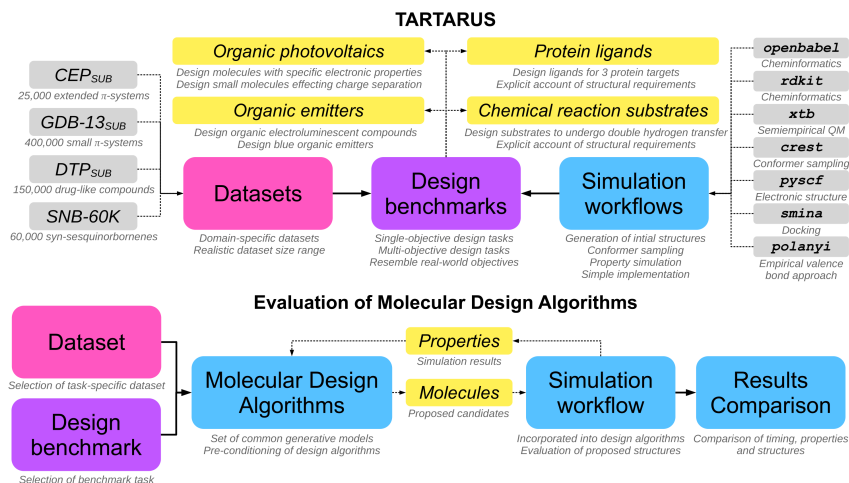 TARTARUS
Organic photovoltaics
Design molecules with specific electronic properties
Design small molecules effecting charge separation
Protein ligands
Design ligands for 3 protein targets
Explicit account of structural requirements
Organic emitters
Design organic electroluminescent compounds
Design blue organic emitters
Chemical reaction substrates
Design substrates to undergo double hydrogen transfer
Explicit account of structural requirements
CEPSUB
25,000 extended π-systems
GDB-13SUB
400,000 small π-systems
DTPSUB
150,000 drug-like compounds
SNB-60K
60,000 syn-sesquinorbornenes
Datasets
Domain-specific datasets
Realistic dataset size range
Design
benchmarks
Single-objective design tasks
Multi-objective design tasks
Resemble real-world objectives
Simulation
workflows
Generation of intial structures
Conformer sampling
Property simulation
Simple implementation
openbabel
Cheminformatics
rdkit
Cheminformatics
xtb
Semiempirical QM
crest
Conformer sampling
pyscf
Electronic structure
smina
Docking
polanyi
Empirical valence
bond approach
Evaluation of Molecular Design Algorithms
Dataset
Selection of task-specific dataset
Design
benchmark
Selection of benchmark task
Molecular Design
Algorithms
Set of common generative models
Pre-conditioning of design algorithms
Properties
Simulation results
Molecules
Proposed candidates
Simulation
workflow
Incorporated into design algorithms
Evaluation of proposed structures
Results
Comparison
Comparison of timing, properties
and structures